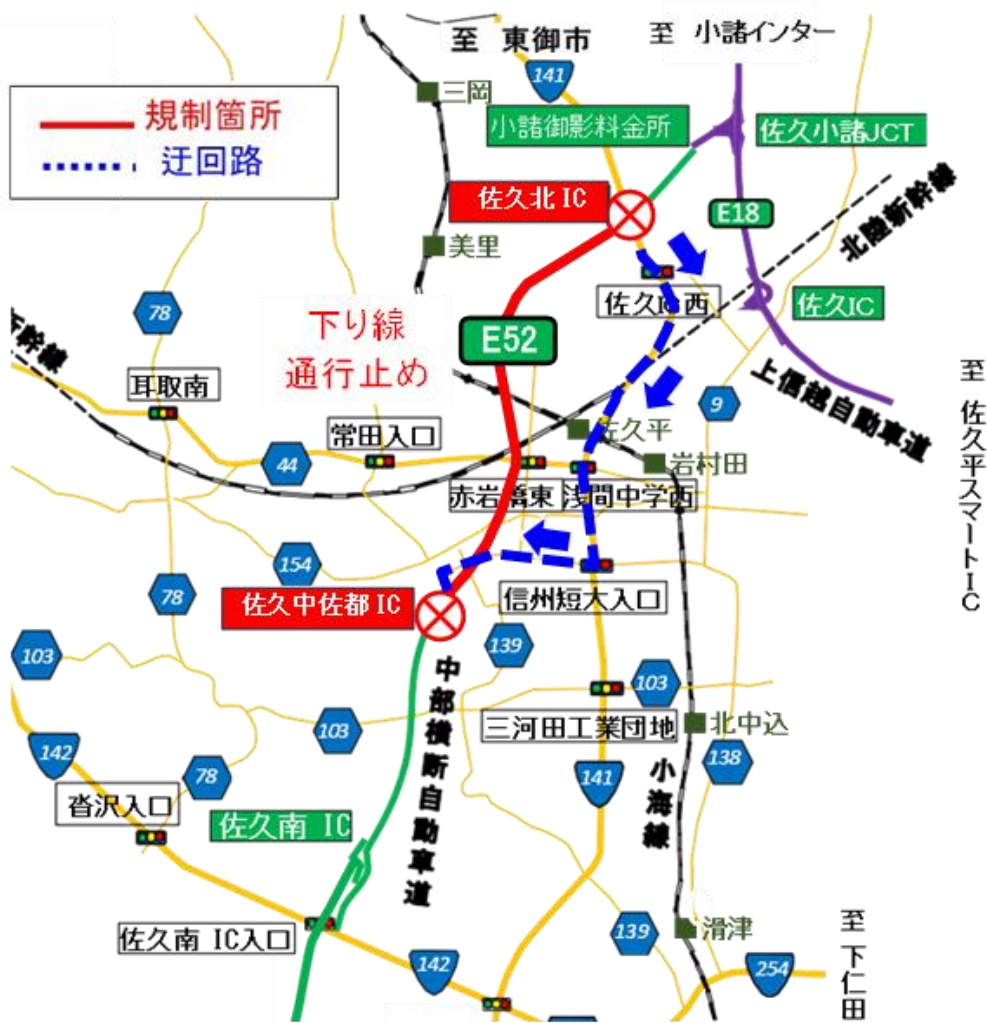 至 東御市
至 小諸インター
141
三岡
規制箇所
迂回路
小諸御影料金所
佐久小諸JCT
佐久北 IC
E18
北陸新幹線
美里
佐久IC西
佐久IC
78
下り線
通行止め
E52
幹線
上信越自動車道
至 佐久平スマートIC
耳取南
9
常田入口
佐久平
44
岩村田
赤岩橋東
浅間中学西
154
78
佐久中佐都 IC
信州短大入口
139
103
中部横断自動車道
103
三河田工業団地
北中込
103
142
78
141
小海線
138
沓沢入口
佐久南 IC
佐久南 IC入口
139
滑津
至 下仁田
142
254